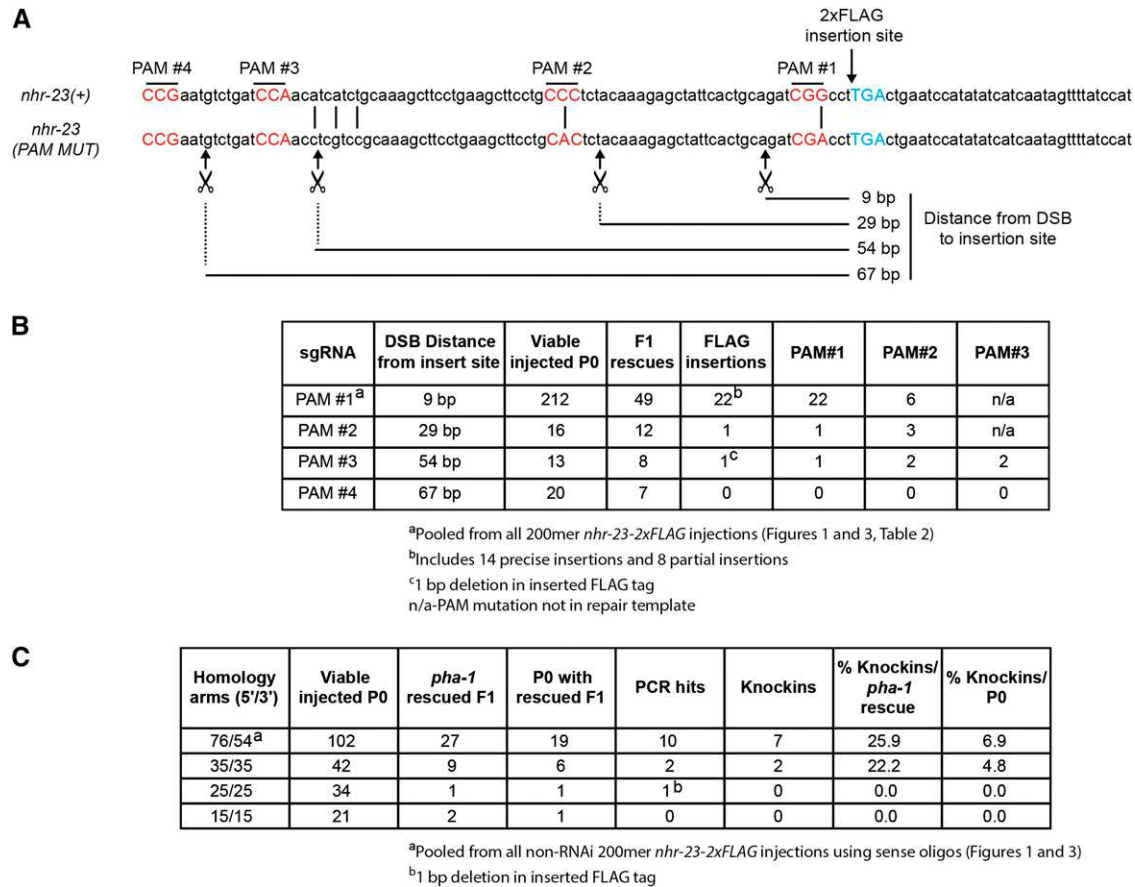 A
2xFLAG
insertion site
PAM #4 PAM #3 PAM #2 PAM #1
nhr-23(+) CCGaatgtctgatCCAacatcatctgcaaagcttcctgaagcttcctgCCCtctacaaagagctattcactgcagatCGGcctTGActgaatccatatatcatcaatagttttatccat
nhr-23 (PAM MUT) CCGaatgtctgatCCAacctcgtccgcaaagcttcctgaagcttcctgCACtctacaaagagctattcactgcagatCGAcctTGActgaatccatatatcatcaatagttttatccat
9 bp
29 bp
54 bp
67 bp
Distance from DSB
to insertion site
B
sgRNA | DSB Distance from insert site | Viable injected P0 | F1 rescues | FLAG insertions | PAM#1 | PAM#2 | PAM#3
PAM #1a | 9 bp | 212 | 49 | 22b | 22 | 6 | n/a
PAM #2 | 29 bp | 16 | 12 | 1 | 1 | 3 | n/a
PAM #3 | 54 bp | 13 | 8 | 1c | 1 | 2 | 2
PAM #4 | 67 bp | 20 | 7 | 0 | 0 | 0 | 0
aPooled from all 200mer nhr-23-2xFLAG injections (Figures 1 and 3, Table 2)
bIncludes 14 precise insertions and 8 partial insertions
c1 bp deletion in inserted FLAG tag
n/a-PAM mutation not in repair template
C
Homology arms (5'/3') | Viable injected P0 | pha-1 rescued F1 | P0 with rescued F1 | PCR hits | Knockins | % Knockins/ pha-1 rescue | % Knockins/ P0
76/54a | 102 | 27 | 19 | 10 | 7 | 25.9 | 6.9
35/35 | 42 | 9 | 6 | 2 | 2 | 22.2 | 4.8
25/25 | 34 | 1 | 1 | 1b | 0 | 0.0 | 0.0
15/15 | 21 | 2 | 1 | 0 | 0 | 0.0 | 0.0
aPooled from all non-RNAi 200mer nhr-23-2xFLAG injections using sense oligos (Figures 1 and 3)
b1 bp deletion in inserted FLAG tag